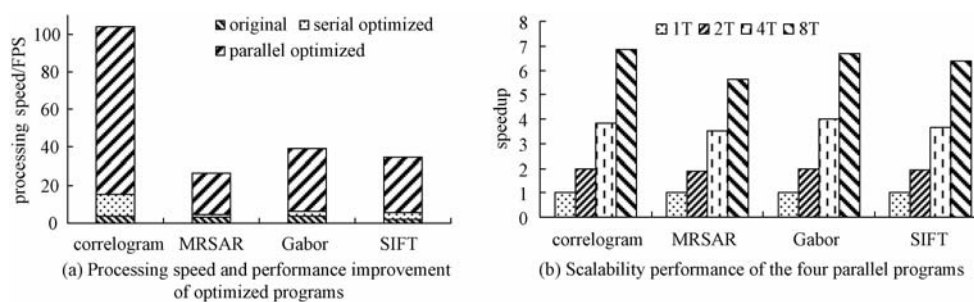 original serial optimized
parallel optimized
processing speed/FPS
100
80
60
40
20
0
correlogram MRSAR Gabor SIFT
(a) Processing speed and performance improvement
of optimized programs
1T 2T 4T 8T
speedup
8
7
6
5
4
3
2
1
0
correlogram MRSAR Gabor SIFT
(b) Scalability performance of the four parallel programs